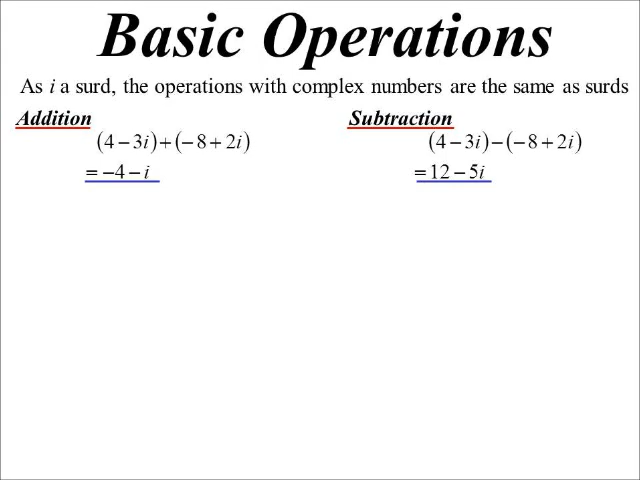 Basic Operations
As i a surd, the operations with complex numbers are the same as surds
Addition
(4 − 3i) + (− 8 + 2i)
= −4 − i
Subtraction
(4 − 3i) − (− 8 + 2i)
= 12 − 5i